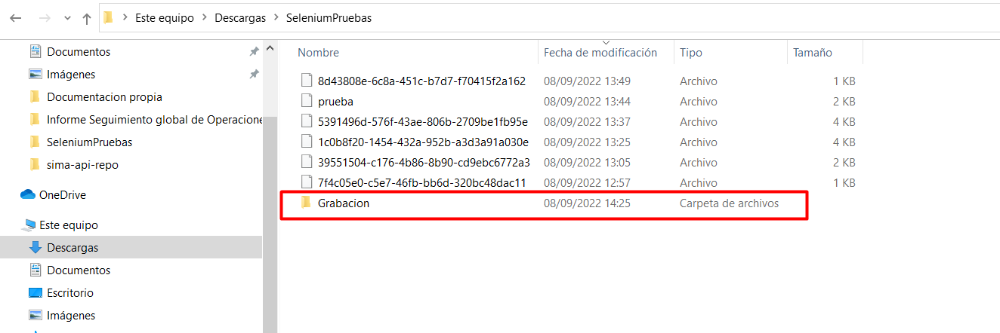 Este equipo > Descargas > SeleniumPruebas
Documentos
Imágenes
Documentacion propia
Informe Seguimiento global de Operacione
SeleniumPruebas
sima-api-repo
OneDrive
Este equipo
Descargas
Documentos
Escritorio
Imágenes
Nombre Fecha de modificación Tipo Tamaño
8d43808e-6c8a-451c-b7d7-f70415f2a162 08/09/2022 13:49 Archivo 1 KB
prueba 08/09/2022 13:44 Archivo 2 KB
5391496d-576f-43ae-806b-2709be1fb95e 08/09/2022 13:37 Archivo 4 KB
1c0b8f20-1454-432a-952b-a3d3a91a030e 08/09/2022 13:25 Archivo 4 KB
39551504-c176-4b86-8b90-cd9ebc6772a3 08/09/2022 13:05 Archivo 2 KB
7f4c05e0-c5e7-46fb-bb6d-320bc48dac11 08/09/2022 12:57 Archivo 1 KB
Grabacion 08/09/2022 14:25 Carpeta de archivos